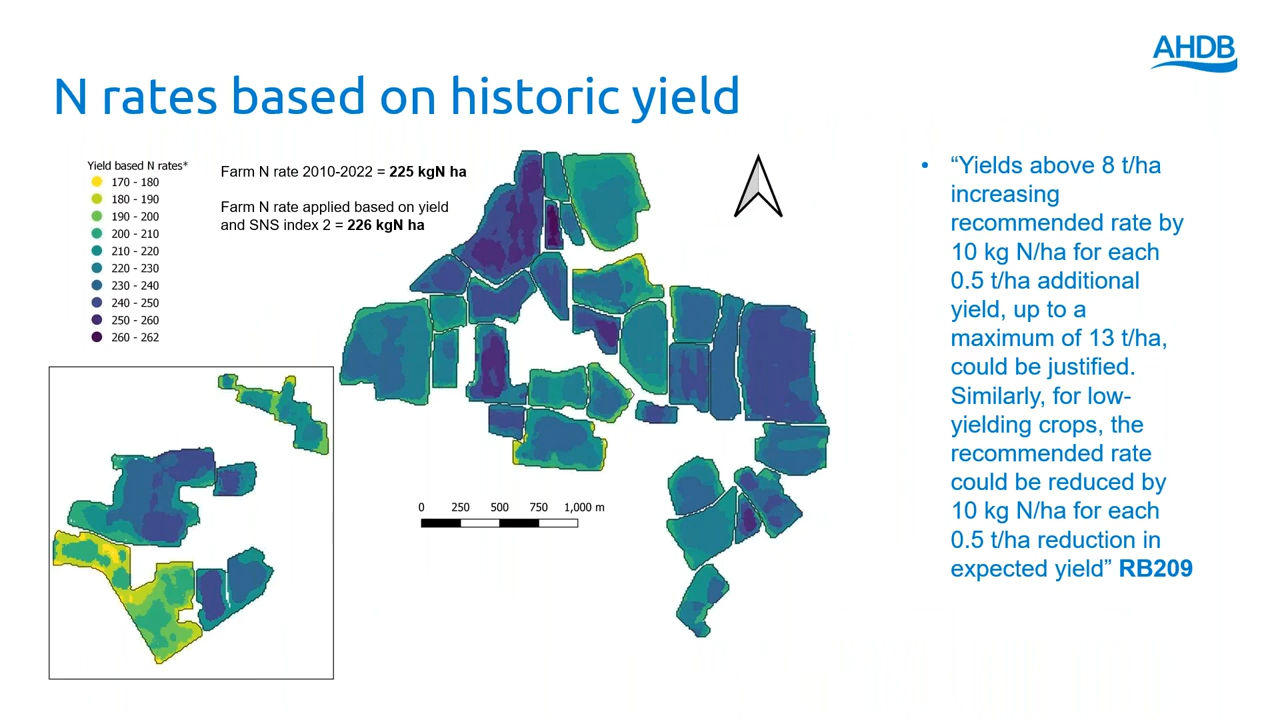 AHDB
N rates based on historic yield
Yield based N rates*
170 - 180
180 - 190
190 - 200
200 - 210
210 - 220
220 - 230
230 - 240
240 - 250
250 - 260
260 - 262
Farm N rate 2010-2022 = 225 kgN ha
Farm N rate applied based on yield
and SNS index 2 = 226 kgN ha
0 250 500 750 1,000 m
• “Yields above 8 t/ha
increasing
recommended rate by
10 kg N/ha for each
0.5 t/ha additional
yield, up to a
maximum of 13 t/ha,
could be justified.
Similarly, for low-
yielding crops, the
recommended rate
could be reduced by
10 kg N/ha for each
0.5 t/ha reduction in
expected yield” RB209